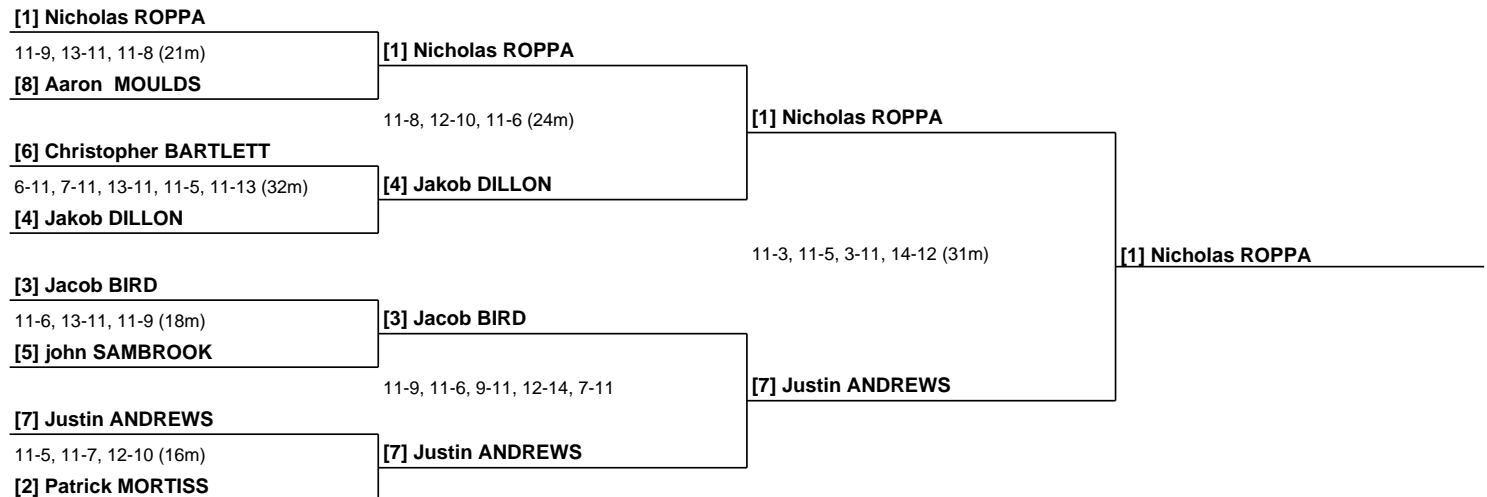 [1] Nicholas ROPPA
11-9, 13-11, 11-8 (21m)
[8] Aaron  MOULDS
[6] Christopher BARTLETT
6-11, 7-11, 13-11, 11-5, 11-13 (32m)
[4] Jakob DILLON
[3] Jacob BIRD
11-6, 13-11, 11-9 (18m)
[5] john SAMBROOK
[7] Justin ANDREWS
11-5, 11-7, 12-10 (16m)
[2] Patrick MORTISS
[1] Nicholas ROPPA
11-8, 12-10, 11-6 (24m)
[4] Jakob DILLON
[3] Jacob BIRD
11-9, 11-6, 9-11, 12-14, 7-11
[7] Justin ANDREWS
[1] Nicholas ROPPA
11-3, 11-5, 3-11, 14-12 (31m)
[7] Justin ANDREWS
[1] Nicholas ROPPA